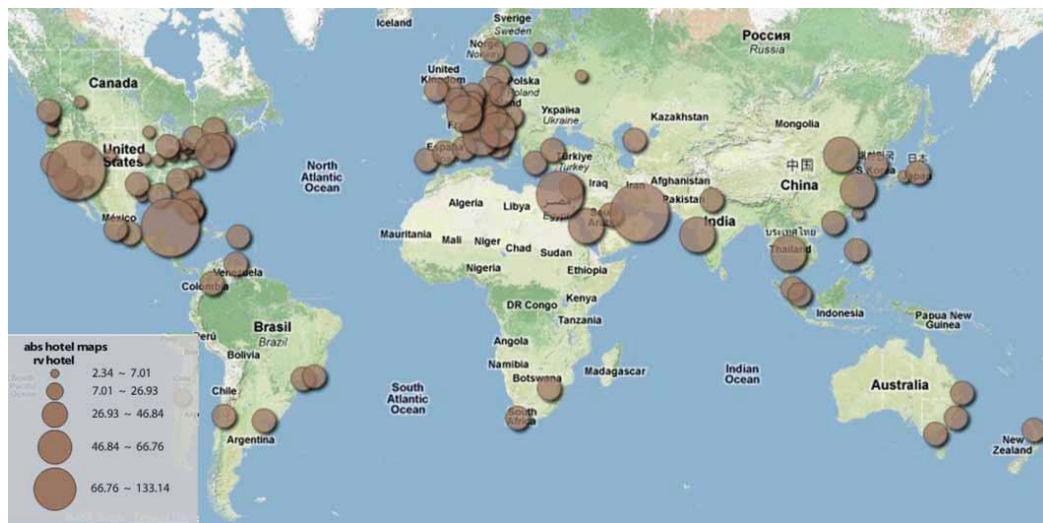 Iceland
Sverige
Sweden
Norge
Россия
Russia
Canada
United
Polska
Poland
Україна
Ukraine
Kazakhstan
Mongolia
United
States
North
Atlantic
Ocean
España
Türkiye
Turkey
中国
China
S. Korea
日本
Japan
Algeria
Libya
مصر
Egypt
Iraq
Iran
Afghanistan
Pakistan
India
México
Mauritania
Mali
Niger
Chad
Sudan
ประเทศไทย
Thailand
Nigeria
Ethiopia
Venezuela
Colombia
DR Congo
Kenya
Tanzania
Indonesia
Papua New
Guinea
Perú
Brasil
Brazil
Bolivia
Angola
Namibia
Botswana
Madagascar
Indian
Ocean
Chile
South
Atlantic
Ocean
South
Africa
Australia
Argentina
New
Zealand
abs hotel maps
rv hotel
2.34 ~ 7.01
7.01 ~ 26.93
26.93 ~ 46.84
46.84 ~ 66.76
66.76 ~ 133.14